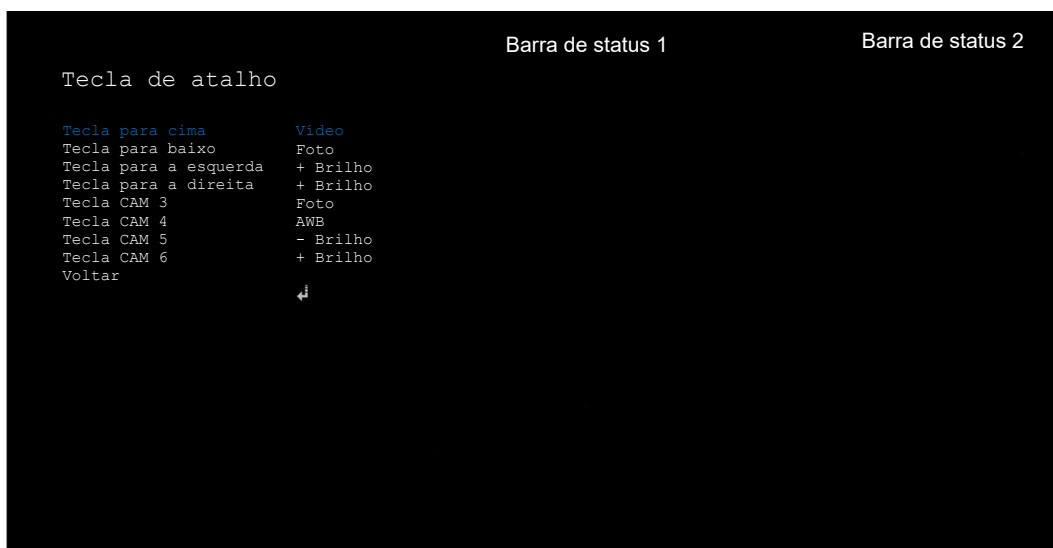 Barra de status 1
Barra de status 2
Tecla de atalho
Tecla para cima Vídeo
Tecla para baixo Foto
Tecla para a esquerda + Brilho
Tecla para a direita + Brilho
Tecla CAM 3 Foto
Tecla CAM 4 AWB
Tecla CAM 5 - Brilho
Tecla CAM 6 + Brilho
Voltar